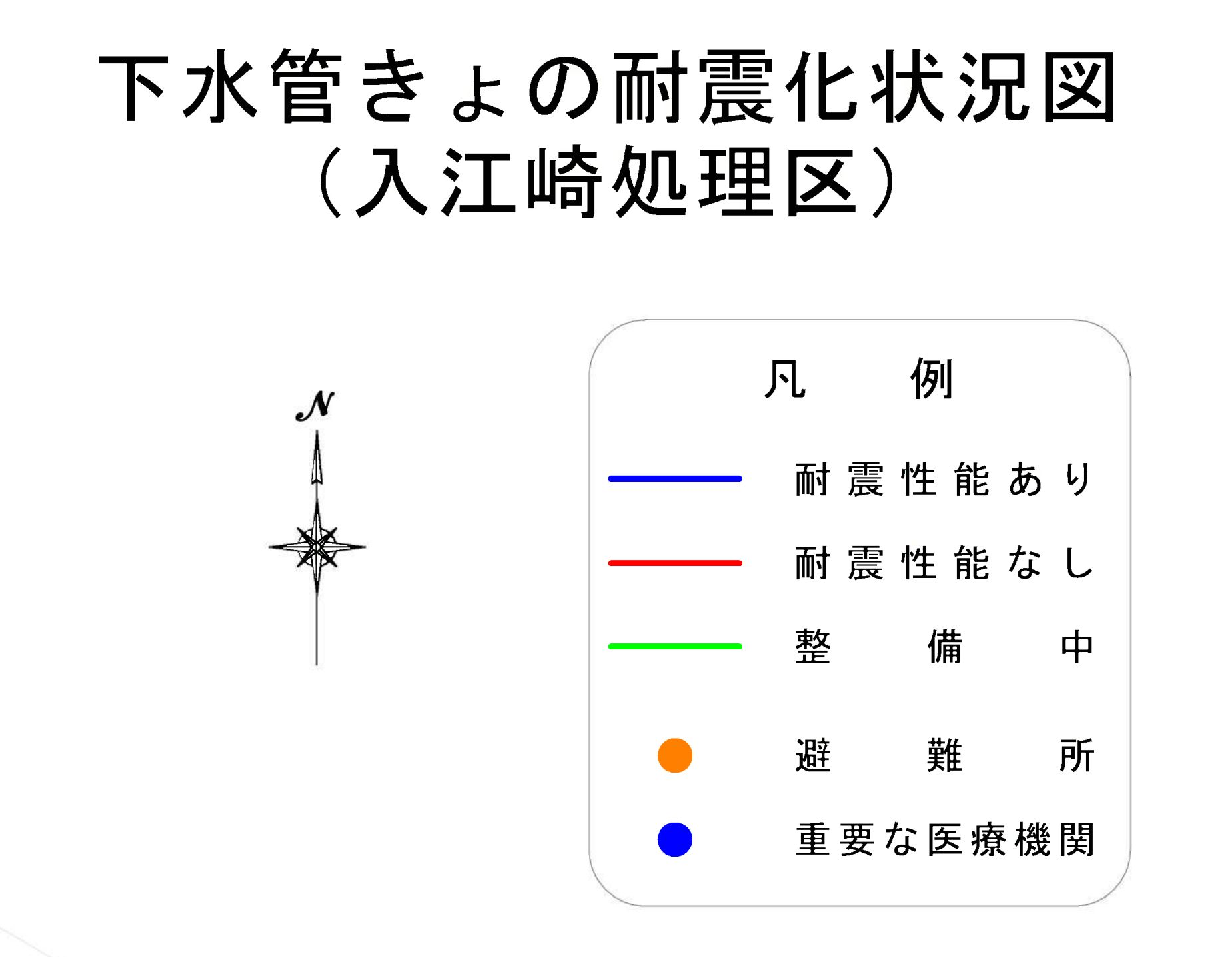 下水管きょの耐震化状況図
（入江崎処理区）
N
凡例
耐震性能あり
耐震性能なし
整備中
避難所
重要な医療機関